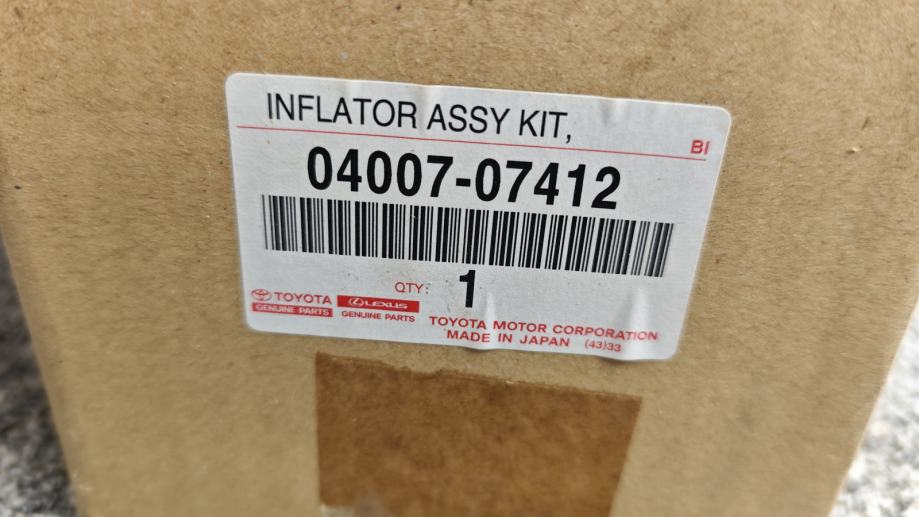 INFLATOR ASSY KIT,
BI
04007-07412
QTY: 1
TOYOTA
GENUINE PARTS
LEXUS
GENUINE PARTS
TOYOTA MOTOR CORPORATION
MADE IN JAPAN (43)33